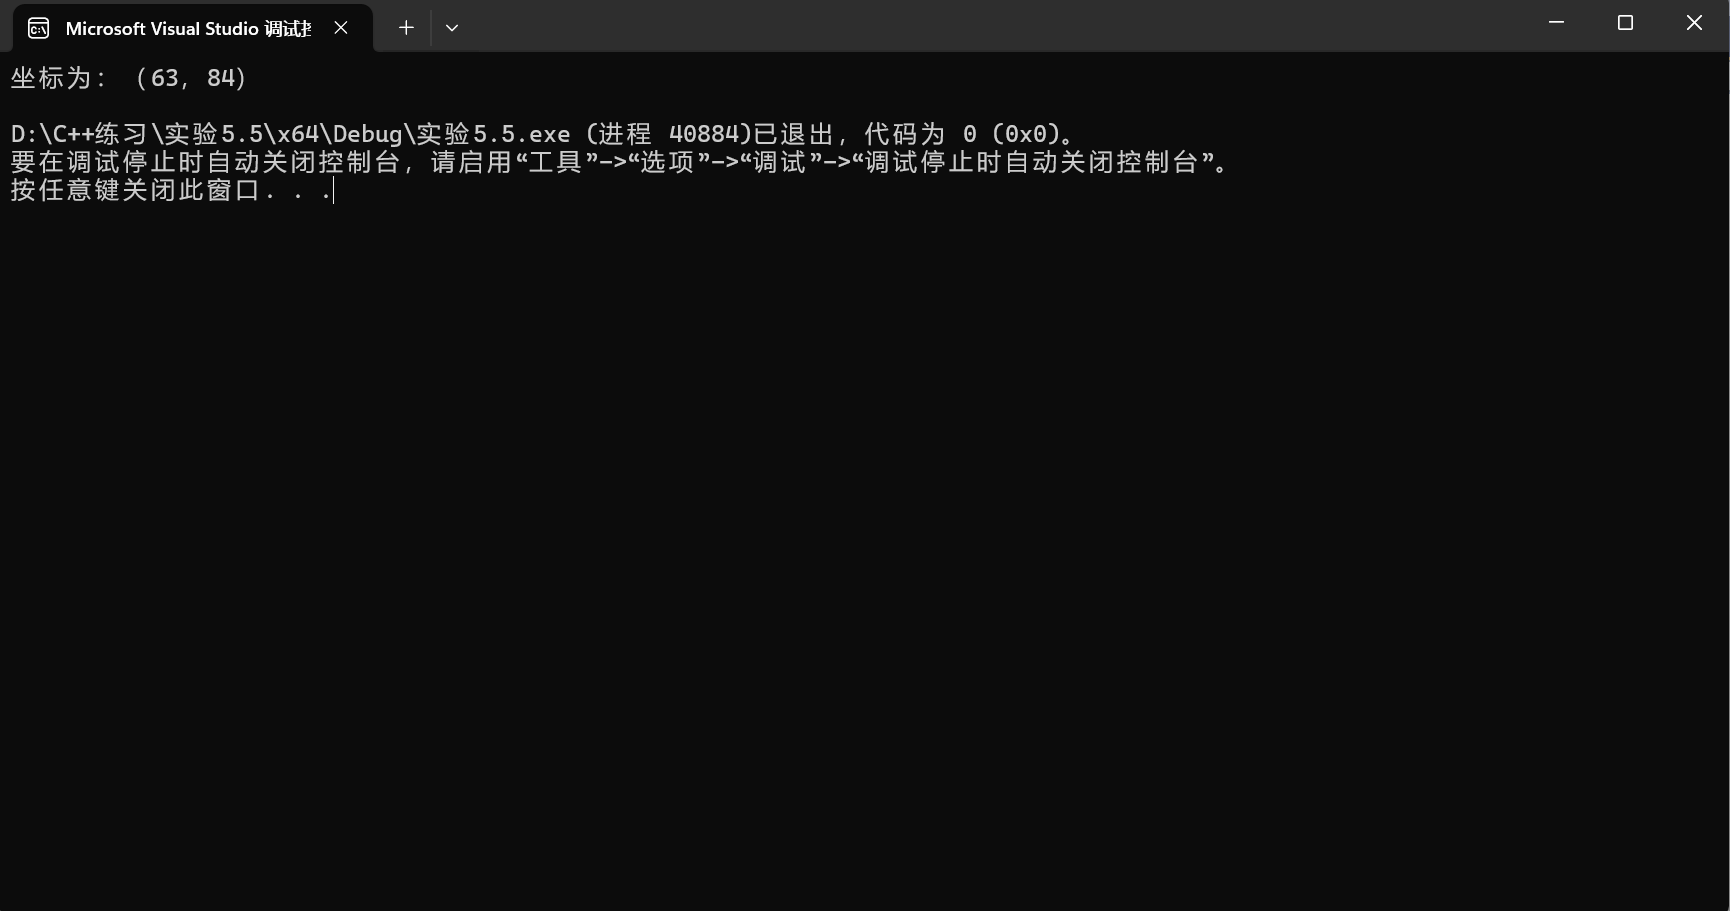 Microsoft Visual Studio 调试
坐标为：（63，84）
D:\C++练习\实验5.5\x64\Debug\实验5.5.exe (进程 40884)已退出，代码为 0 (0x0)。
要在调试停止时自动关闭控制台，请启用“工具”->“选项”->“调试”->“调试停止时自动关闭控制台”。
按任意键关闭此窗口. . .